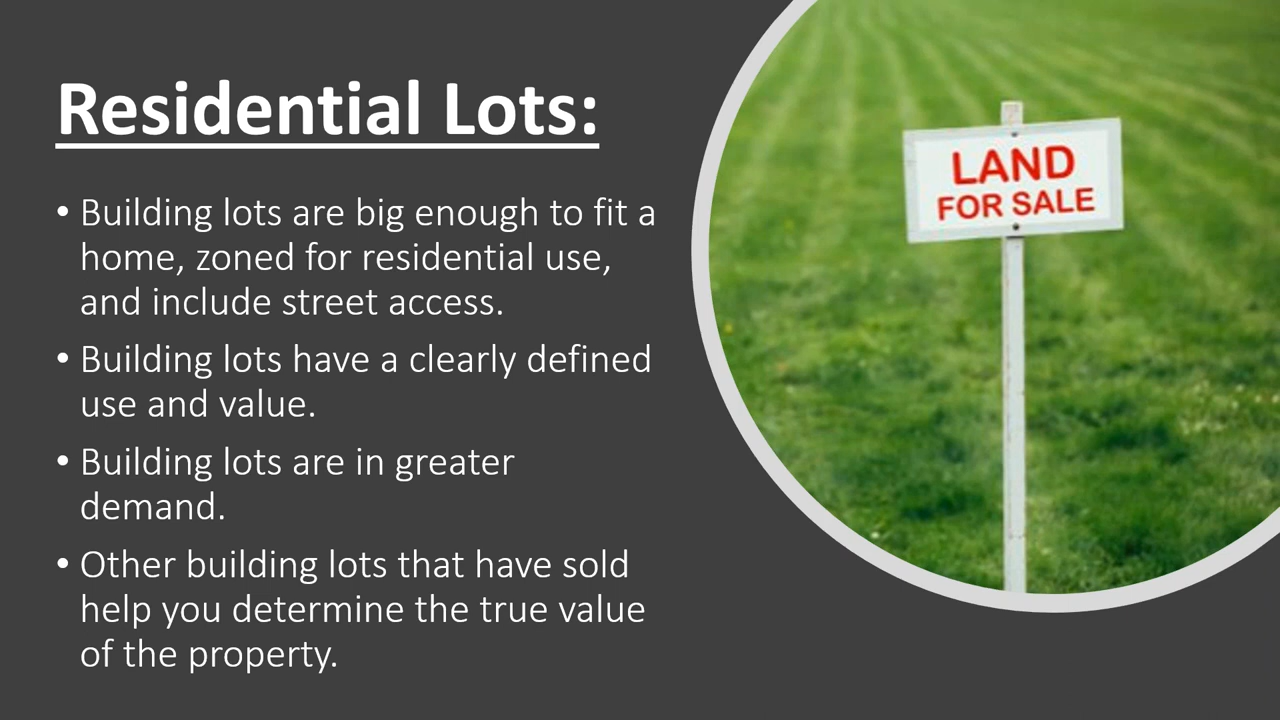 Residential Lots:
• Building lots are big enough to fit a
home, zoned for residential use,
and include street access.
• Building lots have a clearly defined
use and value.
• Building lots are in greater
demand.
• Other building lots that have sold
help you determine the true value
of the property.
LAND
FOR SALE